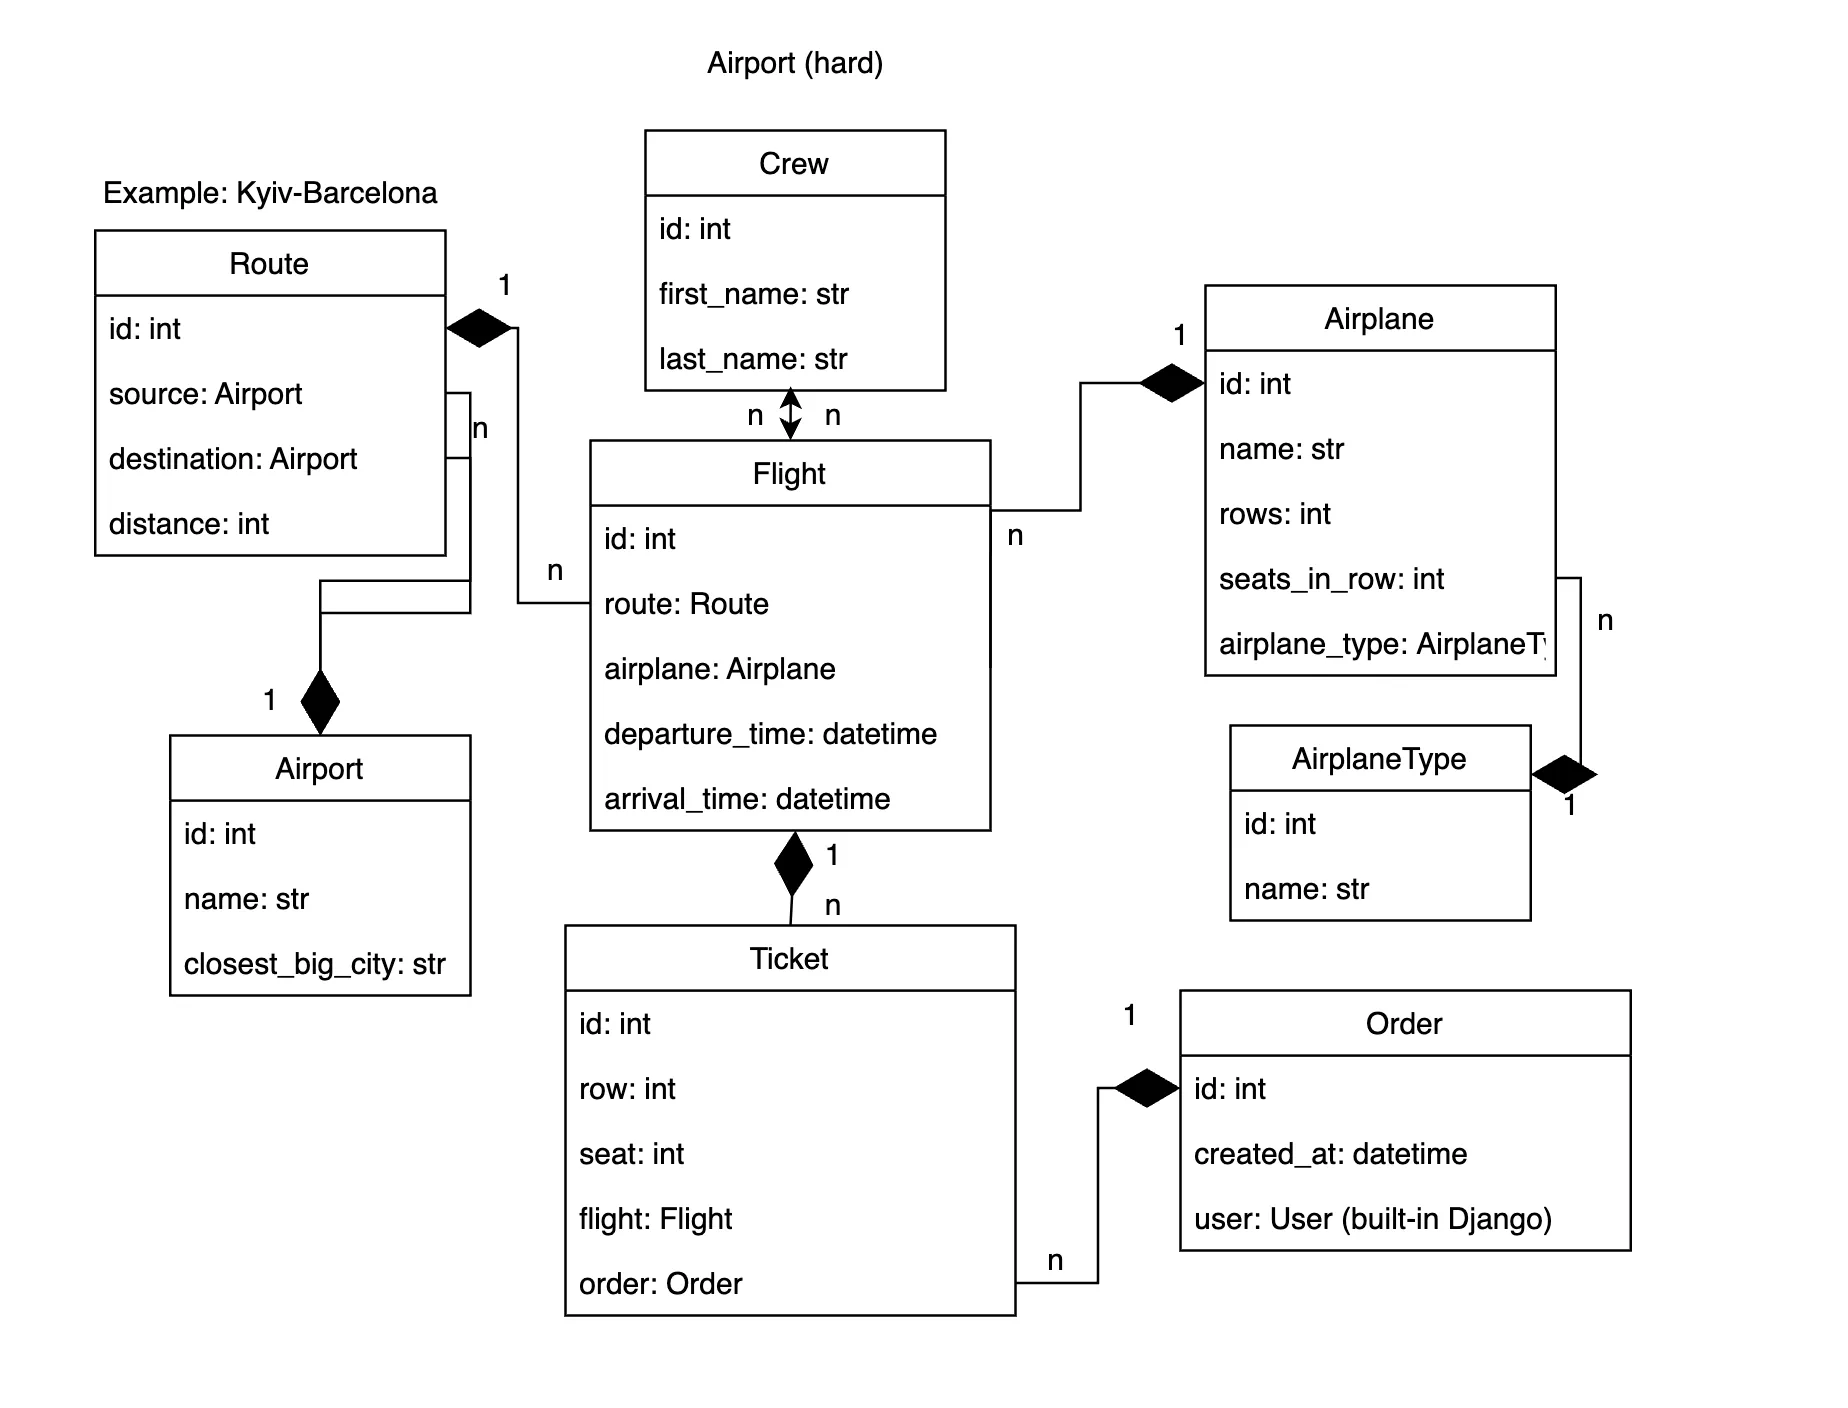 Airport (hard)
Crew
id: int
first_name: str
last_name: str
n
n
Example: Kyiv-Barcelona
Route
id: int
source: Airport
destination: Airport
distance: int
1
n
n
1
Airport
id: int
name: str
closest_big_city: str
Flight
id: int
route: Route
airplane: Airplane
departure_time: datetime
arrival_time: datetime
n
1
Airplane
id: int
name: str
rows: int
seats_in_row: int
airplane_type: AirplaneTy
n
1
AirplaneType
id: int
name: str
1
n
Ticket
id: int
row: int
seat: int
flight: Flight
order: Order
n
1
Order
id: int
created_at: datetime
user: User (built-in Django)